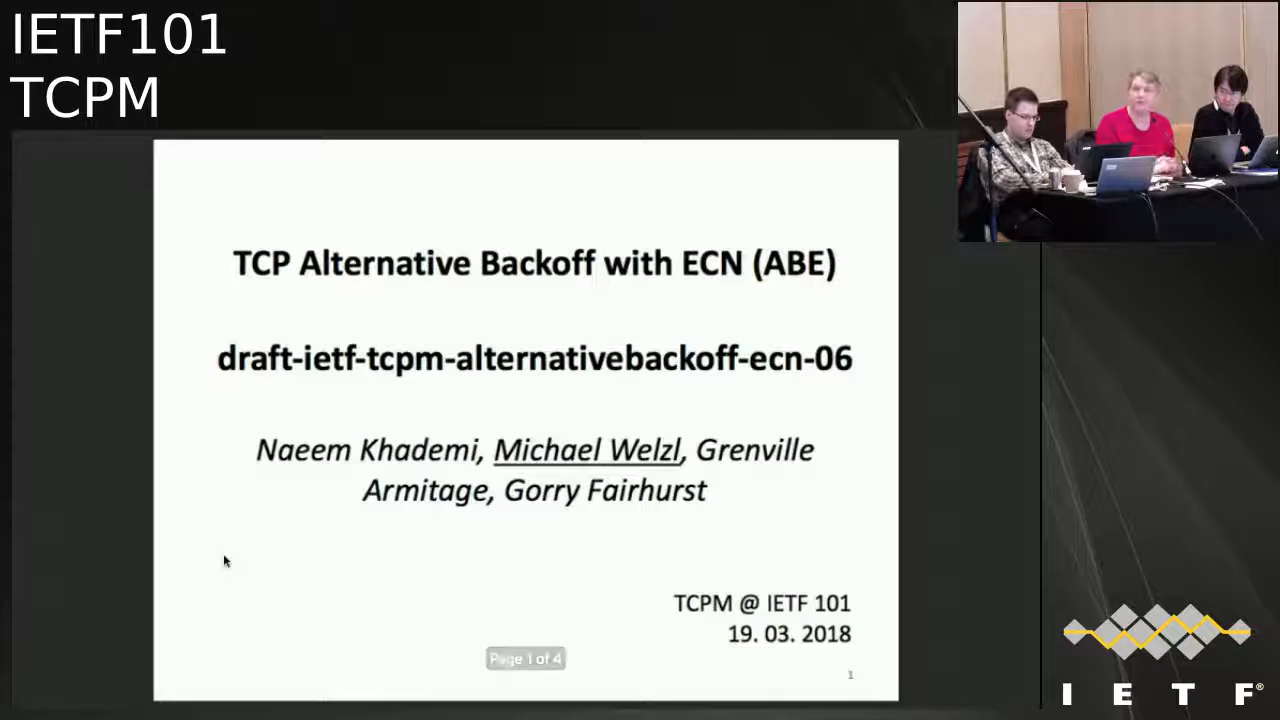 IETF101
TCPM
TCP Alternative Backoff with ECN (ABE)
draft-ietf-tcpm-alternativebackoff-ecn-06
Naeem Khademi, Michael Welzl, Grenville
Armitage, Gorry Fairhurst
TCPM @ IETF 101
19. 03. 2018
Page 1 of 4
1
I E T F®